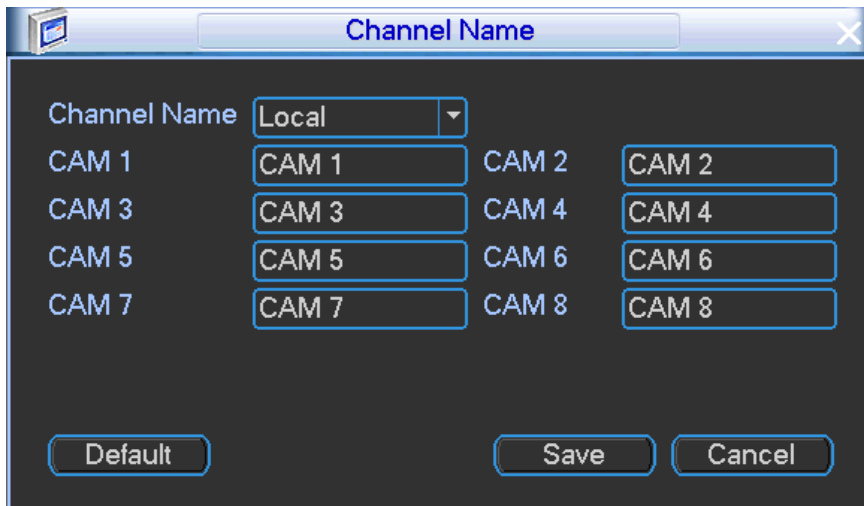 Channel Name
Channel Name Local
CAM 1 CAM 1 CAM 2 CAM 2
CAM 3 CAM 3 CAM 4 CAM 4
CAM 5 CAM 5 CAM 6 CAM 6
CAM 7 CAM 7 CAM 8 CAM 8
Default Save Cancel